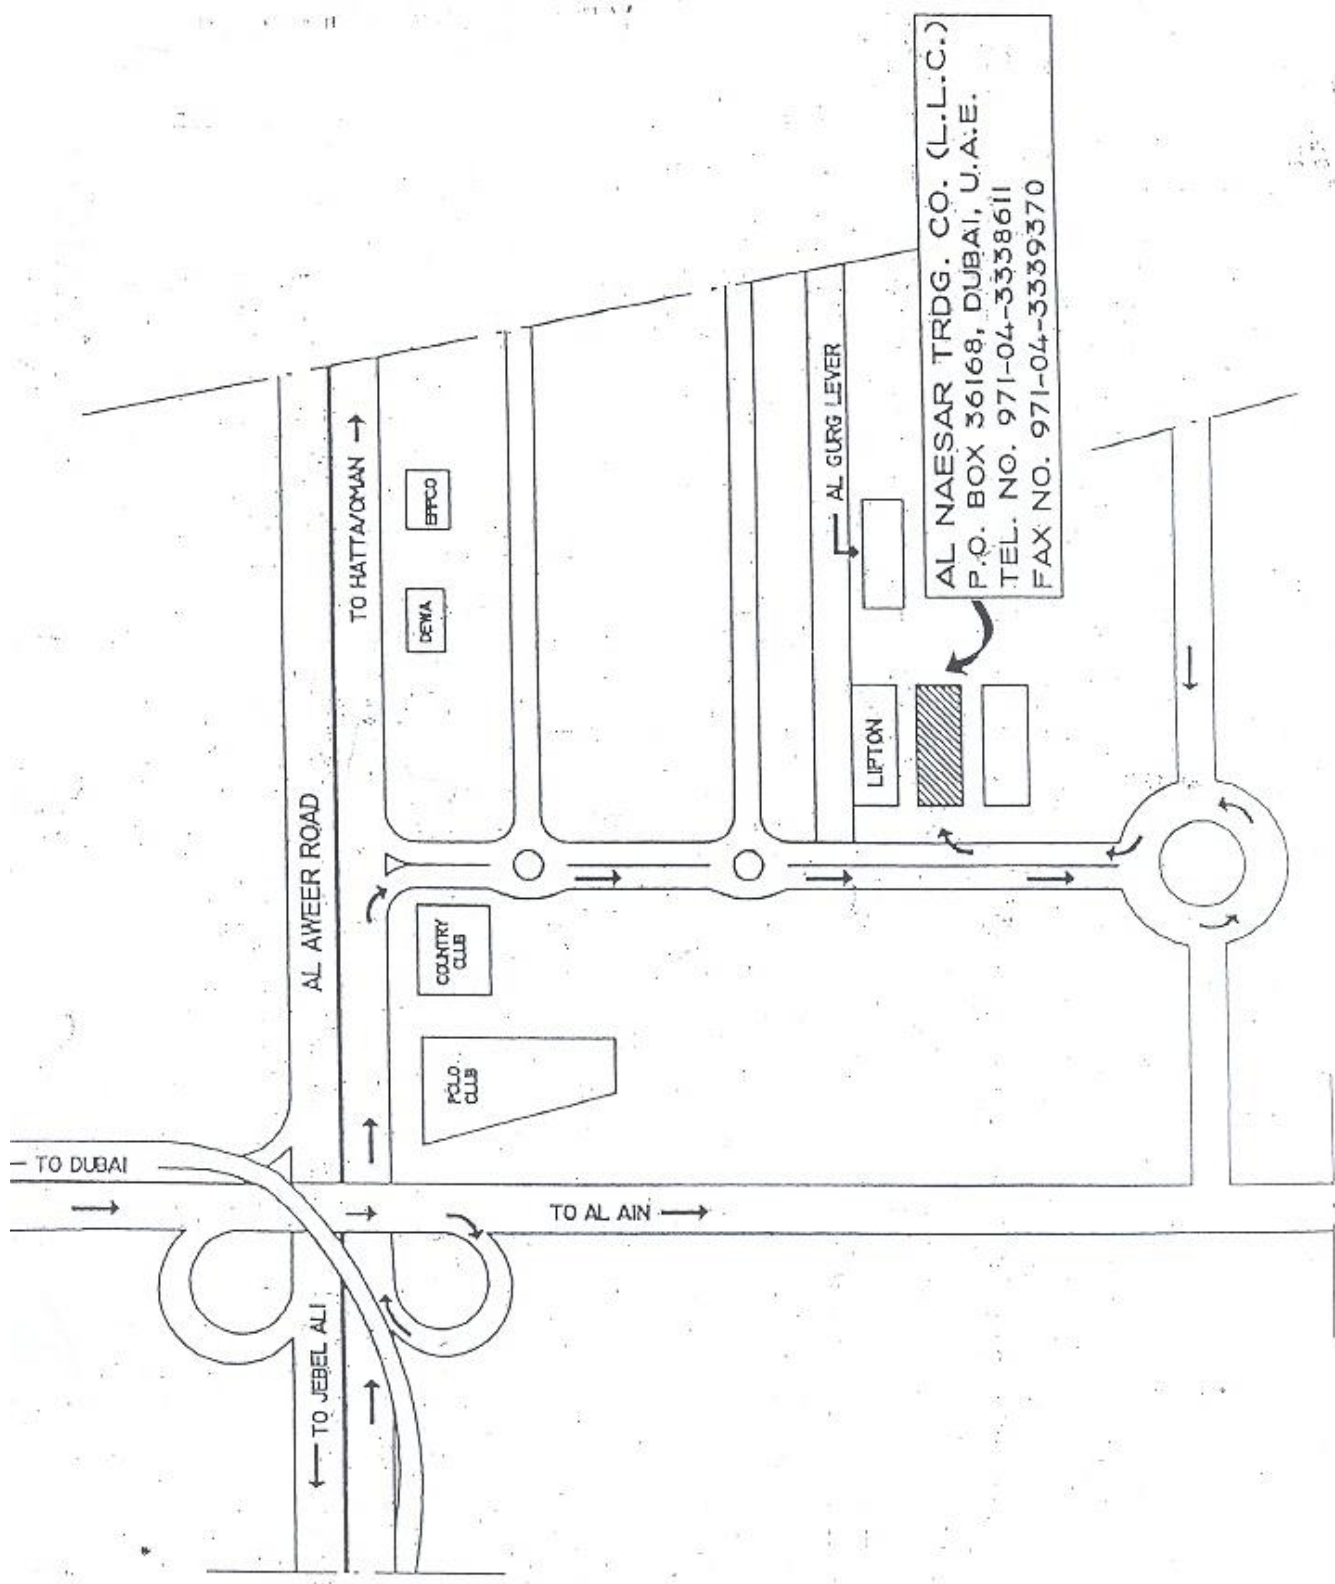 AL NAESAR TRDG. CO. (L.L.C.)
P.O. BOX 36168, DUBAI, U.A.E.
TEL. NO. 971-04-3338611
FAX NO. 971-04-3339370
AL GURG LEVER
TO HATTA/OMAN
EPPCO
DEWA
LIPTON
AL AWEER ROAD
COUNTRY
CLUB
POLO
CLUB
TO DUBAI
TO AL AIN
TO JEBEL ALI